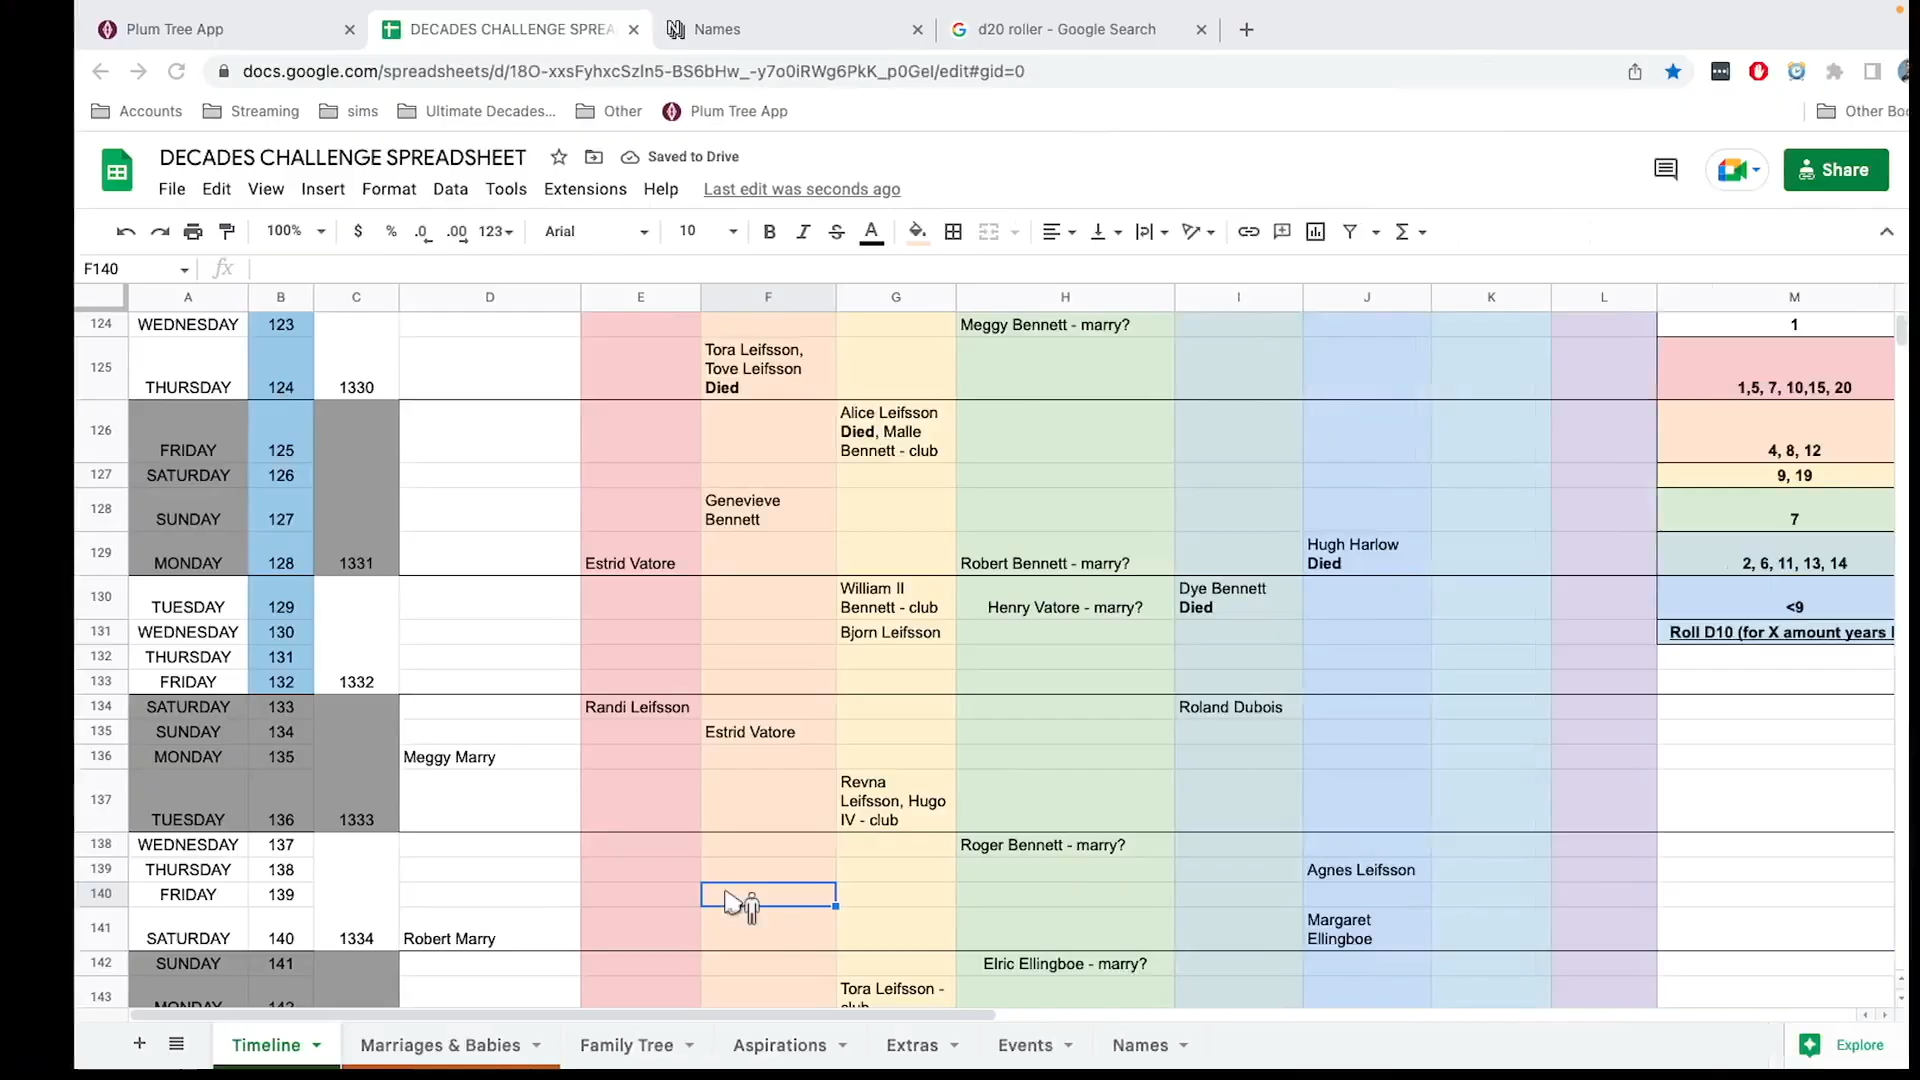 Plum Tree App
DECADES CHALLENGE SPREA
Names
d20 roller - Google Search
docs.google.com/spreadsheets/d/18O-xxsFyhxcSzIn5-BS6bHw_-y7o0iRWg6PkK_p0GeI/edit#gid=0
Accounts
Streaming
sims
Ultimate Decades...
Other
Plum Tree App
Other Boo
DECADES CHALLENGE SPREADSHEET
Saved to Drive
File Edit View Insert Format Data Tools Extensions Help Last edit was seconds ago
Share
100% $ % .0 .00 123 Arial 10 B I S A
F140
fx
A B C D E F G H I J K L M
124 WEDNESDAY 123 Meggy Bennett - marry? 1
125 THURSDAY 124 1330
Tora Leifsson,
Tove Leifsson
Died
1,5, 7, 10,15, 20
126 FRIDAY 125
Alice Leifsson
Died, Malle
Bennett - club
4, 8, 12
127 SATURDAY 126 9, 19
128 SUNDAY 127
Genevieve
Bennett
7
129 MONDAY 128 1331 Estrid Vatore Robert Bennett - marry?
Hugh Harlow
Died
2, 6, 11, 13, 14
130 TUESDAY 129
William II
Bennett - club
Henry Vatore - marry?
Dye Bennett
Died
<9
131 WEDNESDAY 130 Bjorn Leifsson Roll D10 (for X amount years
132 THURSDAY 131
133 FRIDAY 132 1332
134 SATURDAY 133 Randi Leifsson Roland Dubois
135 SUNDAY 134 Estrid Vatore
136 MONDAY 135 Meggy Marry
137 TUESDAY 136 1333
Revna
Leifsson, Hugo
IV - club
138 WEDNESDAY 137 Roger Bennett - marry?
139 THURSDAY 138 Agnes Leifsson
140 FRIDAY 139
141 SATURDAY 140 1334 Robert Marry
Margaret
Ellingboe
142 SUNDAY 141 Elric Ellingboe - marry?
143 MONDAY 142
Tora Leifsson -
club
Timeline
Marriages & Babies
Family Tree
Aspirations
Extras
Events
Names
Explore